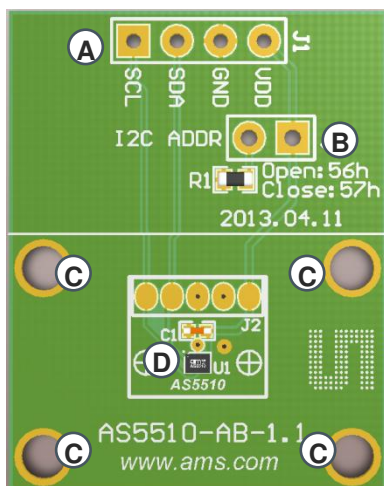 A
J1
SCL
SDA
GND
VDD
I2C ADDR
B
R1
Open:56h
Close:57h
2013.04.11
C
C
J2
C1
D
U1
AS5510
C
AS5510-AB-1.1
C
www.ams.com